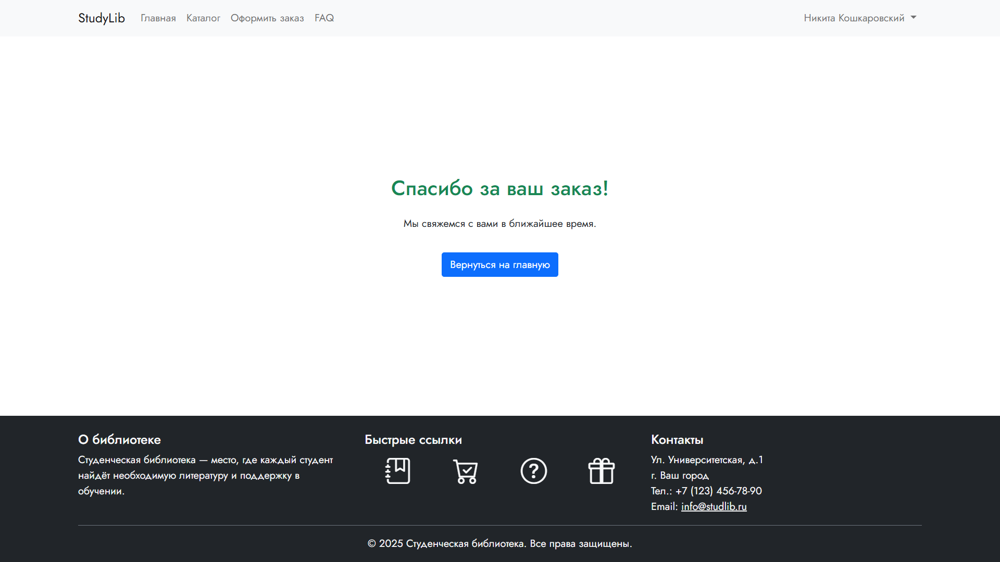 StudyLib
Главная
Каталог
Оформить заказ
FAQ
Никита Кошкаровский
Спасибо за ваш заказ!
Мы свяжемся с вами в ближайшее время.
Вернуться на главную
О библиотеке
Студенческая библиотека — место, где каждый студент
найдёт необходимую литературу и поддержку в
обучении.
Быстрые ссылки
Контакты
Ул. Университетская, д.1
г. Ваш город
Тел.: +7 (123) 456-78-90
Email: info@studlib.ru
© 2025 Студенческая библиотека. Все права защищены.